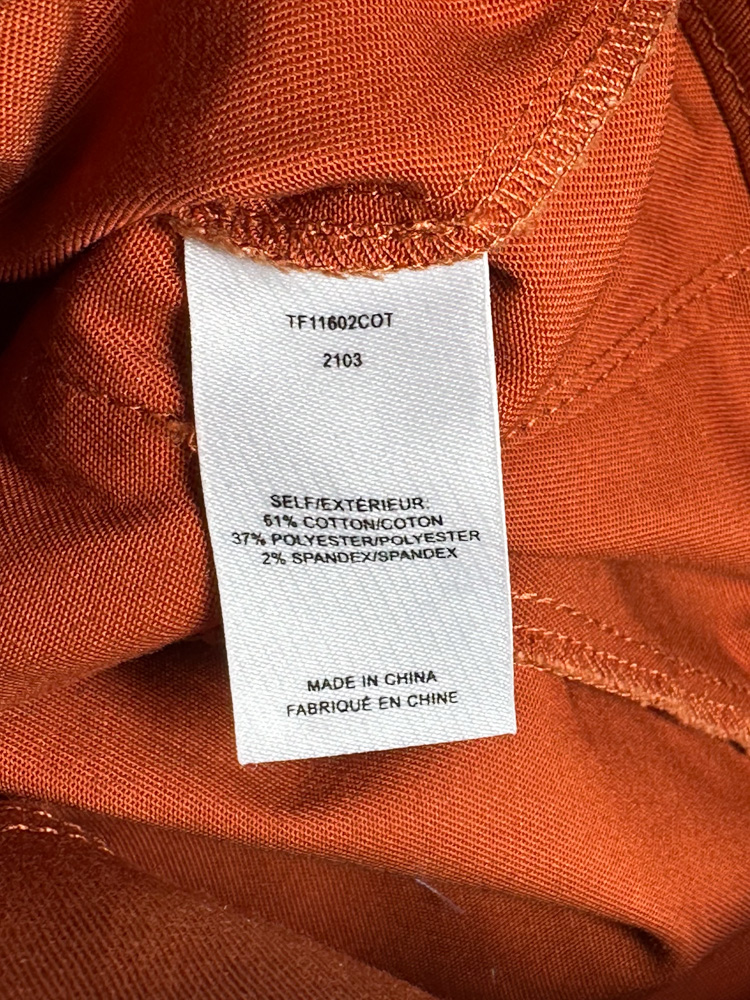 TF11602COT
2103
SELF/EXTÉRIEUR:
61% COTTON/COTON
37% POLYESTER/POLYESTER
2% SPANDEX/SPANDEX
MADE IN CHINA
FABRIQUÉ EN CHINE